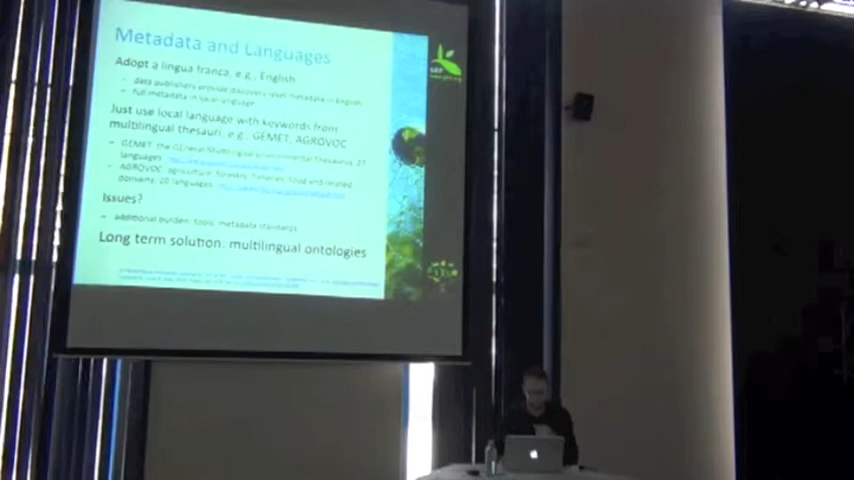 Metadata and Languages
Adopt a lingua franca, e.g., English
- data publishers provide discovery level metadata in English
- full metadata in local language
Just use local language with keywords from
multilingual thesauri, e.g., GEMET, AGROVOC
- GEMET, the GEneral Multilingual Environmental Thesaurus, 27
languages
- AGROVOC: agriculture, forestry, fisheries, food and related
domains, 20 languages
Issues?
- additional burden, tools, metadata standards
Long term solution: multilingual ontologies